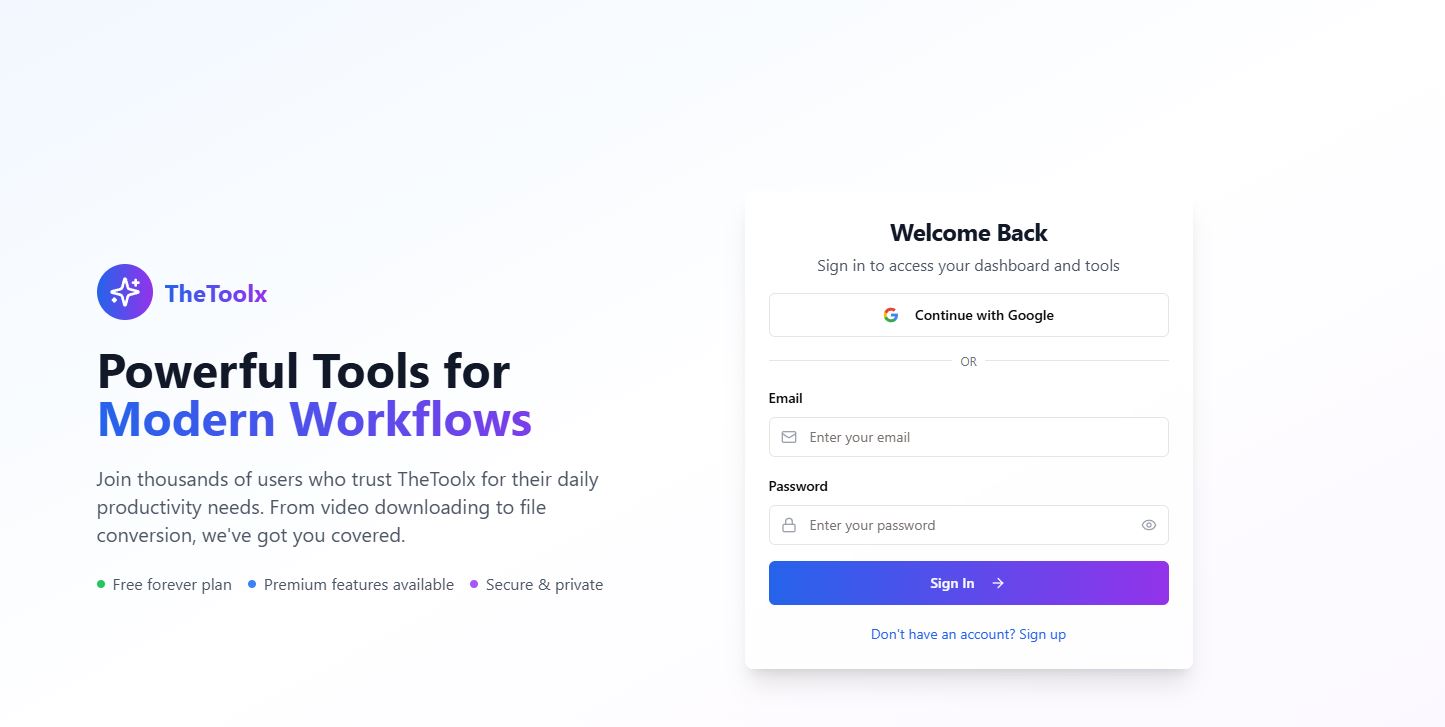 TheToolx
Powerful Tools for
Modern Workflows
Join thousands of users who trust TheToolx for their daily
productivity needs. From video downloading to file
conversion, we've got you covered.
Free forever plan
Premium features available
Secure & private
Welcome Back
Sign in to access your dashboard and tools
Continue with Google
OR
Email
Enter your email
Password
Enter your password
Sign In
Don't have an account? Sign up